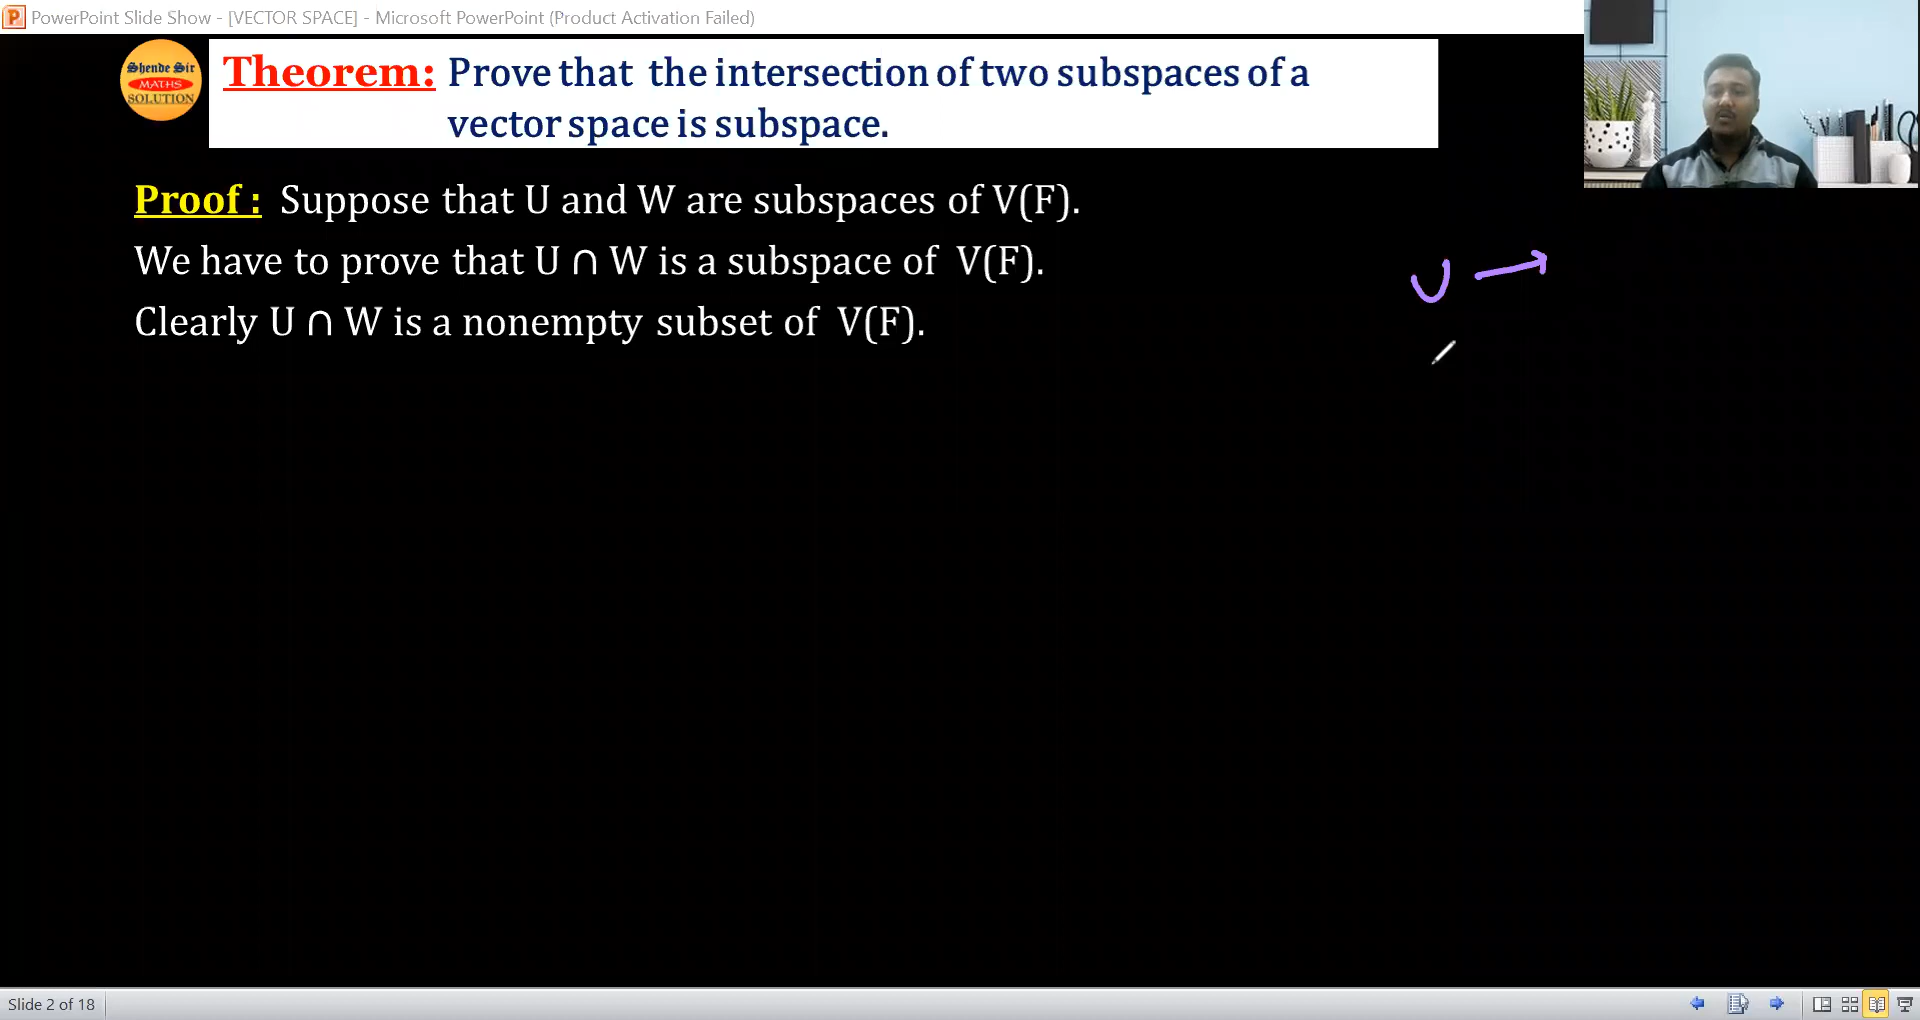 PowerPoint Slide Show - [VECTOR SPACE] - Microsoft PowerPoint (Product Activation Failed)
Shende Sir
MATHS
SOLUTION
Theorem: Prove that the intersection of two subspaces of a
vector space is subspace.
Proof : Suppose that U and W are subspaces of V(F).
We have to prove that U ∩ W is a subspace of V(F).
U →
Clearly U ∩ W is a nonempty subset of V(F).
Slide 2 of 18